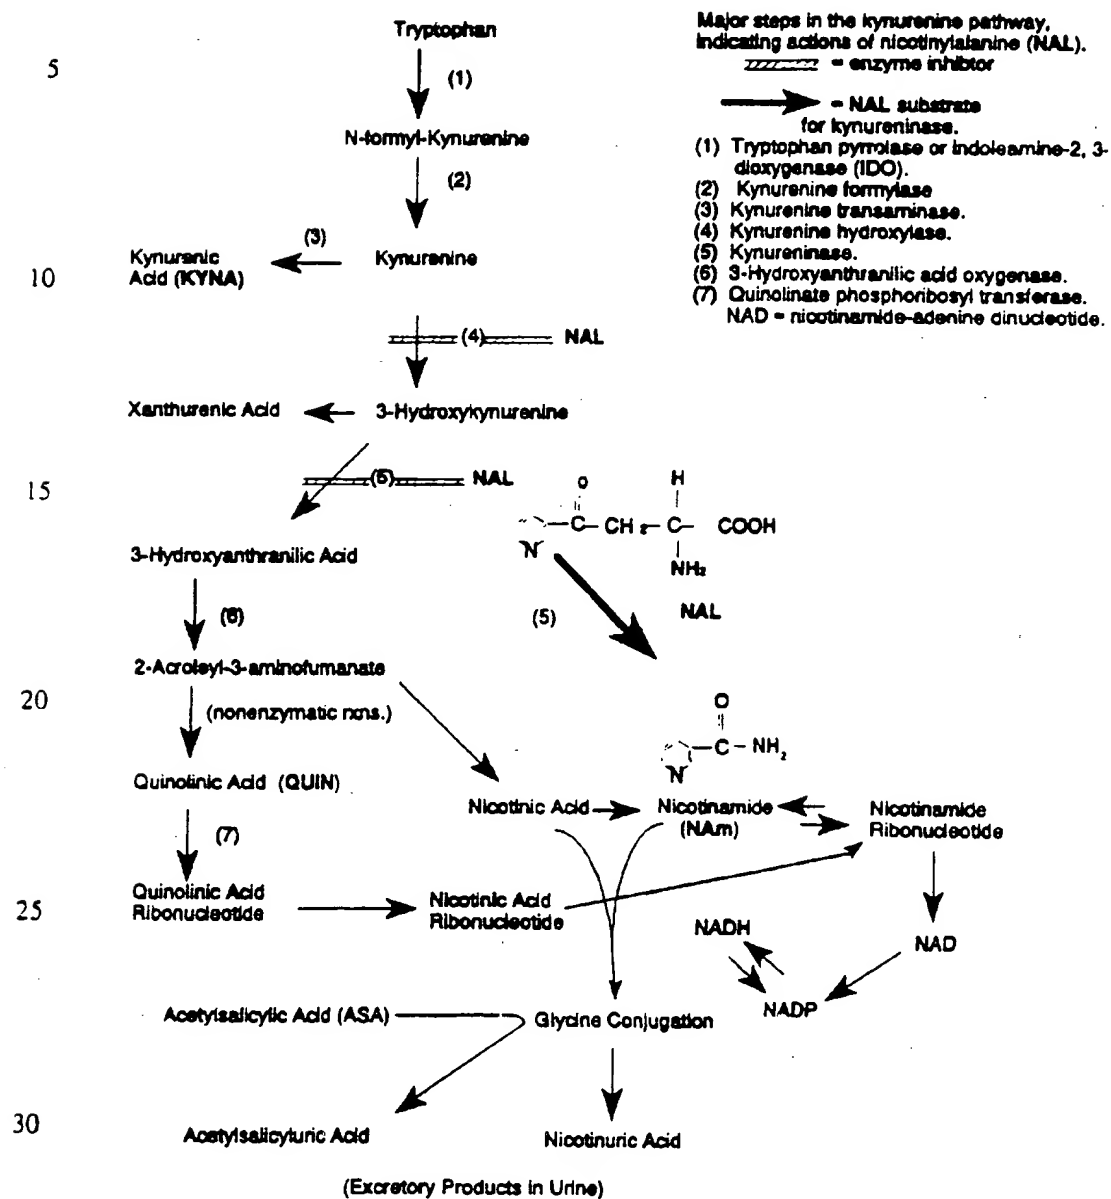 Tryptophan
Major steps in the kynurenine pathway,
indicating actions of nicotinylalanine (NAL).
= enzyme inhibtor
5
(1)
= NAL substrate
for kynureninase.
N-formyl-Kynurenine
(1) Tryptophan pyrrolase or indoleamine-2, 3-
dioxygenase (IDO).
(2)
(2) Kynurenine formylase
(3) Kynurenine transaminase.
(4) Kynurenine hydroxylase.
(5) Kynureninase.
(6) 3-Hydroxyanthranilic acid oxygenase.
(7) Quinolinate phosphoribosyl transferase.
NAD = nicotinamide-adenine dinucleotide.
Kynurenic
Acid (KYNA)
(3)
Kynurenine
10
(4)
NAL
Xanthurenic Acid
3-Hydroxykynurenine
15
(5)
NAL
O
H
C
CH2
C
COOH
N
NH2
NAL
3-Hydroxyanthranilic Acid
(5)
(6)
2-Acroleyl-3-aminofumanate
20
(nonenzymatic rxns.)
O
C
NH2
N
Quinolinic Acid (QUIN)
Nicotinic Acid
Nicotinamide
(NAm)
Nicotinamide
Ribonucleotide
(7)
25
Quinolinic Acid
Ribonucleotide
Nicotinic Acid
Ribonucleotide
NADH
NAD
NADP
Acetylsalicylic Acid (ASA)
Glycine Conjugation
30
Acetylsalicyluric Acid
Nicotinuric Acid
(Excretory Products in Urine)